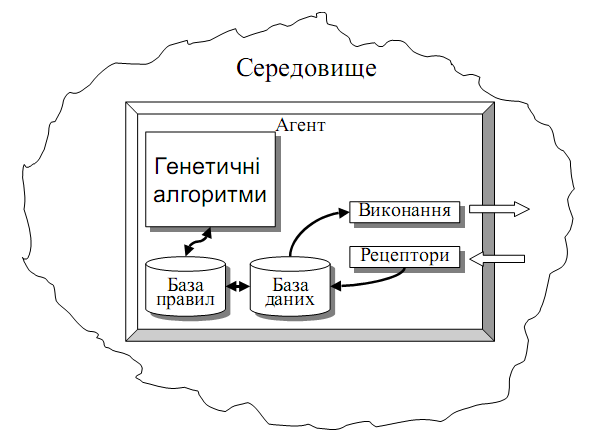 Середовище
Агент
Генетичні
алгоритми
Виконання
Рецептори
База
правил
База
даних